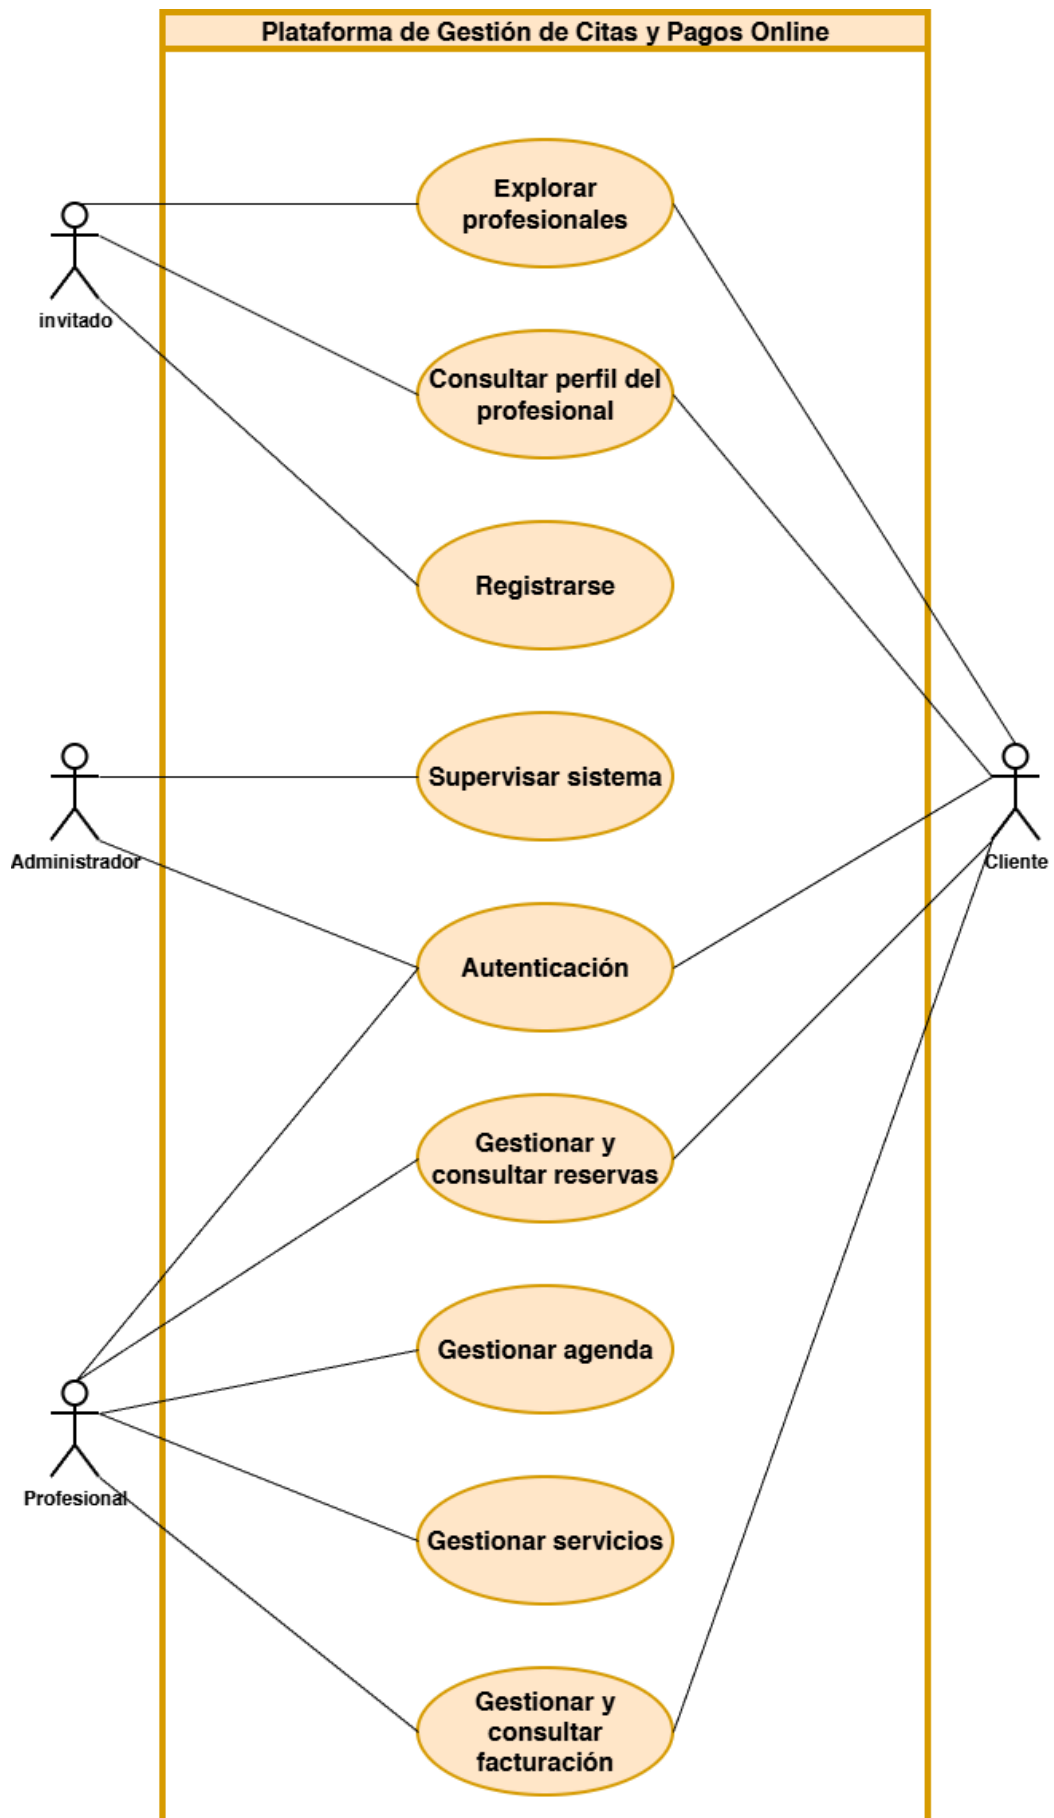 Plataforma de Gestión de Citas y Pagos Online
Explorar
profesionales
invitado
Consultar perfil del
profesional
Registrarse
Supervisar sistema
Administrador
Cliente
Autenticación
Gestionar y
consultar reservas
Gestionar agenda
Profesional
Gestionar servicios
Gestionar y
consultar
facturación